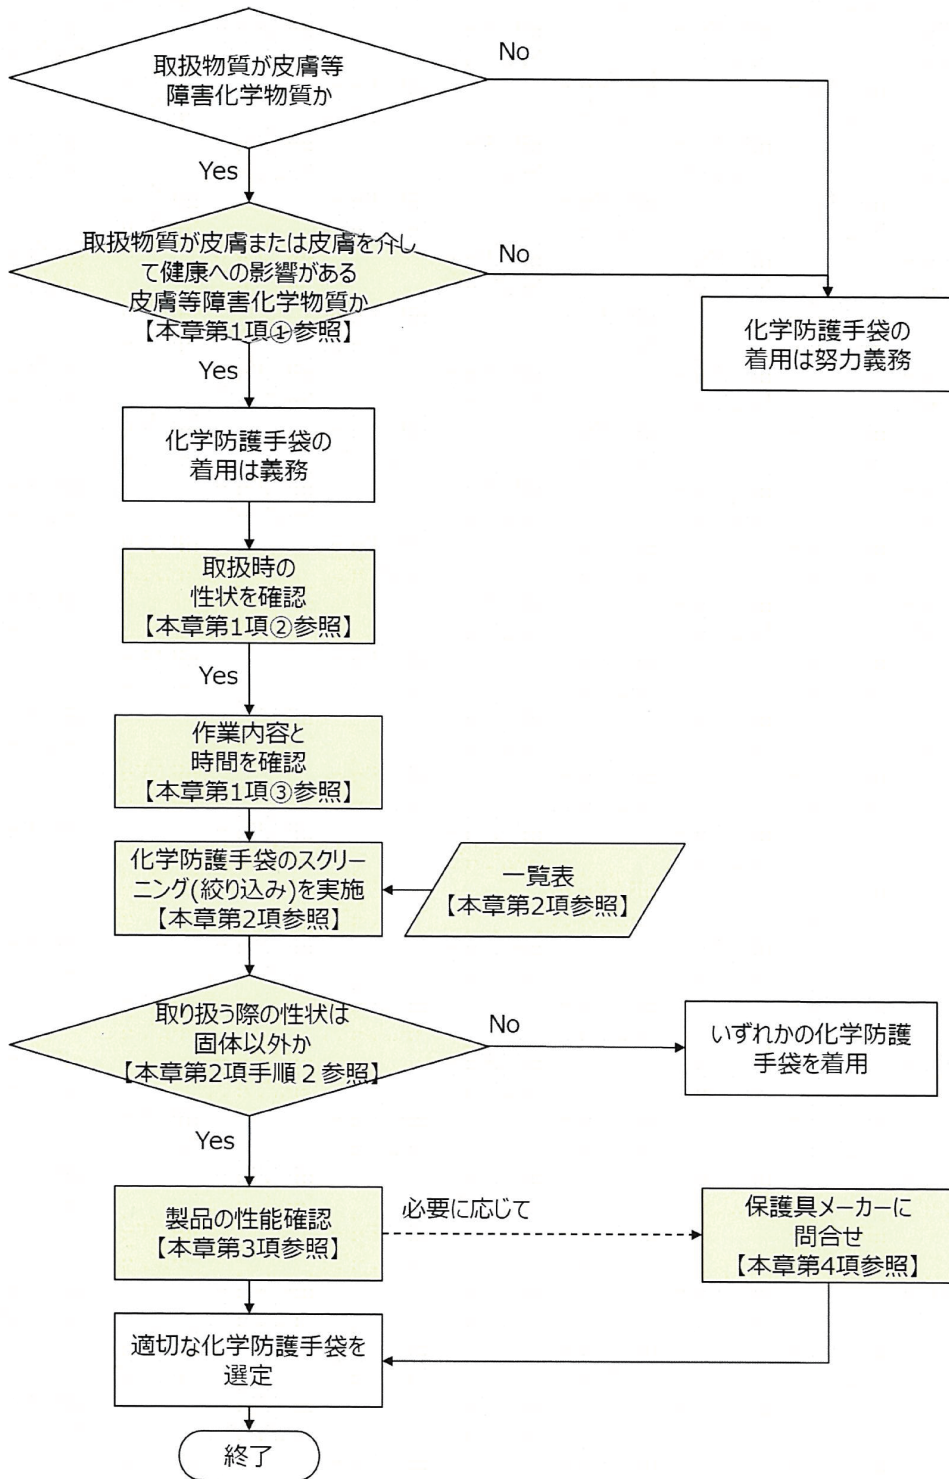 取扱物質が皮膚等
障害化学物質か
No
Yes
取扱物質が皮膚または皮膚を介し
て健康への影響がある
皮膚等障害化学物質か
【本章第1項①参照】
No
化学防護手袋の
着用は努力義務
Yes
化学防護手袋の
着用は義務
取扱時の
性状を確認
【本章第1項②参照】
Yes
作業内容と
時間を確認
【本章第1項③参照】
化学防護手袋のスクリー
ニング(絞り込み)を実施
【本章第2項参照】
一覧表
【本章第2項参照】
取り扱う際の性状は
固体以外か
【本章第2項手順２参照】
No
いずれかの化学防護
手袋を着用
Yes
製品の性能確認
【本章第3項参照】
必要に応じて
保護具メーカーに
問合せ
【本章第4項参照】
適切な化学防護手袋を
選定
終了